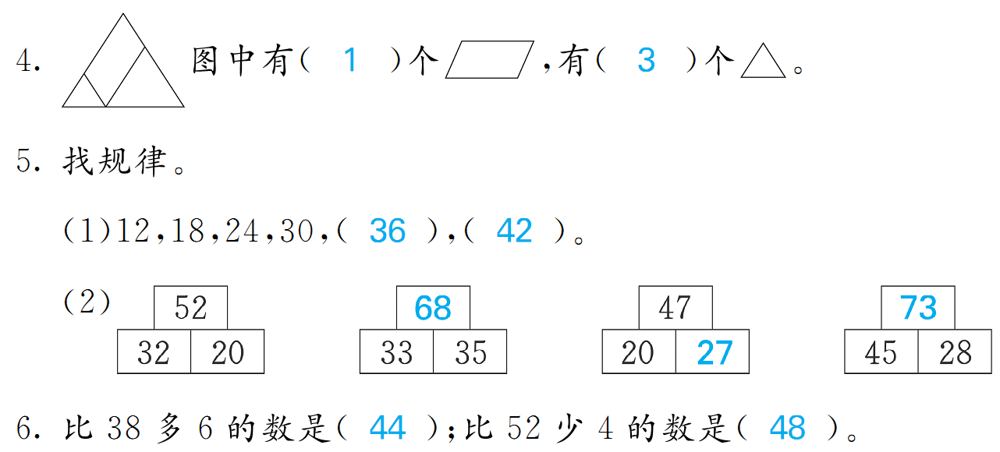 4. 图中有( 1 )个 ,有( 3 )个 。
5. 找规律。
(1)12,18,24,30,( 36 ),( 42 )。
(2) 52 68 47 73
32 20 33 35 20 27 45 28
6. 比 38 多 6 的数是( 44 );比 52 少 4 的数是( 48 )。